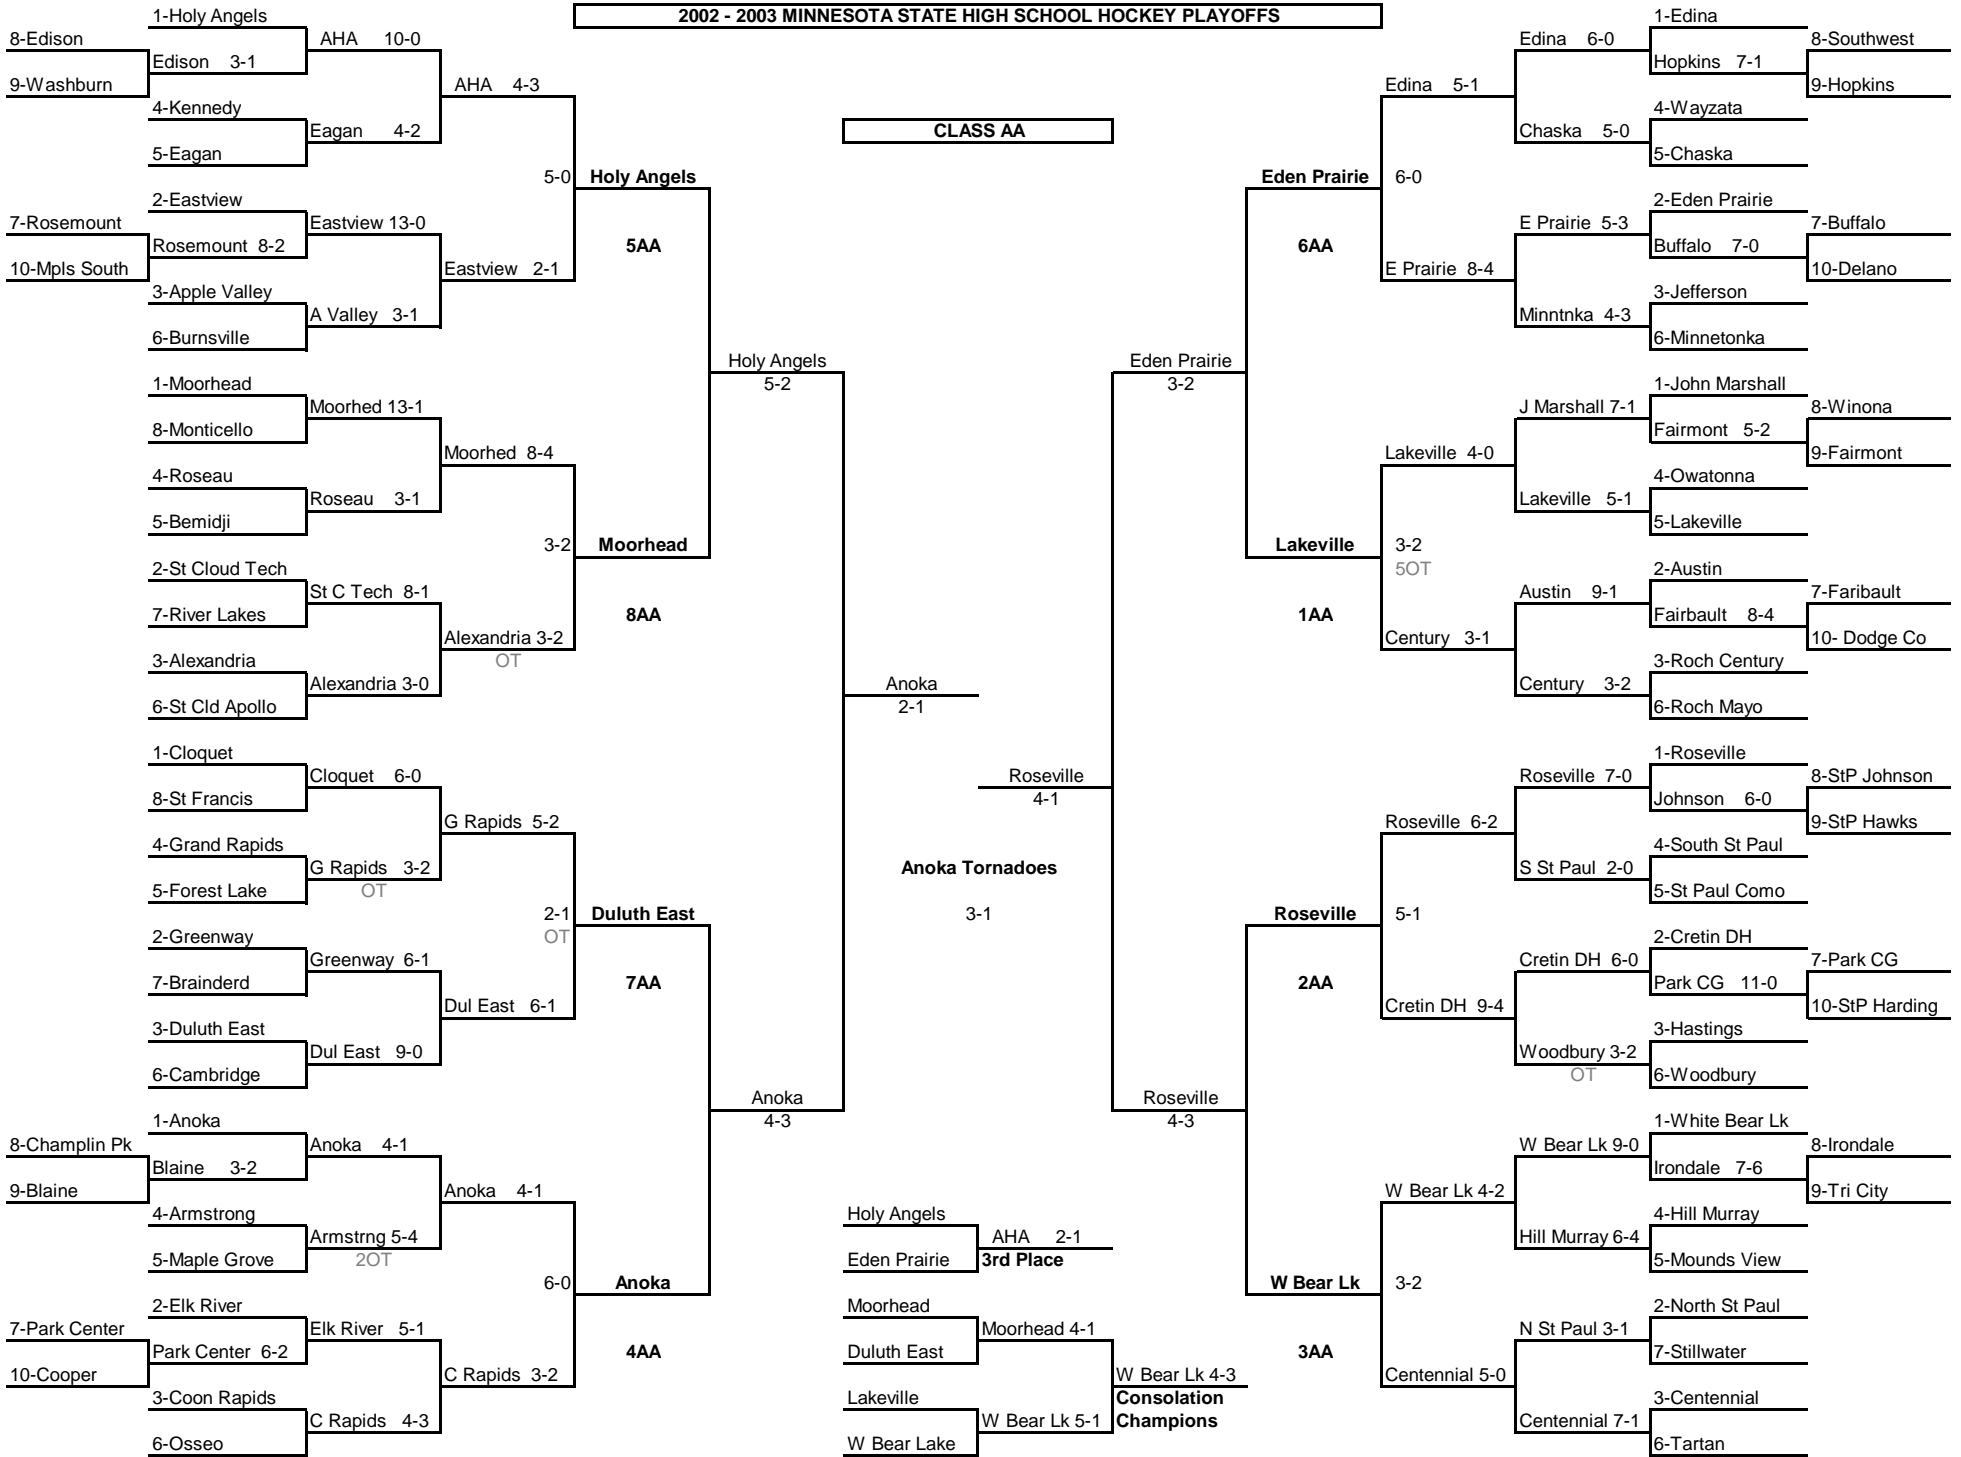 2002 - 2003 MINNESOTA STATE HIGH SCHOOL HOCKEY PLAYOFFS
CLASS AA
1-Holy Angels
8-Edison
AHA 10-0
Edison 3-1
9-Washburn
AHA 4-3
4-Kennedy
Eagan 4-2
5-Eagan
5-0 Holy Angels
2-Eastview
7-Rosemount
Eastview 13-0
Rosemount 8-2
5AA
10-Mpls South
Eastview 2-1
3-Apple Valley
A Valley 3-1
6-Burnsville
Holy Angels
5-2
1-Moorhead
Moorhed 13-1
8-Monticello
Moorhed 8-4
4-Roseau
Roseau 3-1
5-Bemidji
3-2 Moorhead
2-St Cloud Tech
St C Tech 8-1
7-River Lakes
8AA
Alexandria 3-2
OT
3-Alexandria
Alexandria 3-0
6-St Cld Apollo
Anoka
2-1
1-Cloquet
Cloquet 6-0
8-St Francis
G Rapids 5-2
4-Grand Rapids
G Rapids 3-2
OT
5-Forest Lake
2-1 Duluth East
OT
2-Greenway
Greenway 6-1
7-Brainderd
7AA
Dul East 6-1
3-Duluth East
Dul East 9-0
6-Cambridge
Anoka
4-3
1-Anoka
8-Champlin Pk
Anoka 4-1
Blaine 3-2
9-Blaine
Anoka 4-1
4-Armstrong
Armstrng 5-4
2OT
5-Maple Grove
6-0 Anoka
2-Elk River
7-Park Center
Elk River 5-1
Park Center 6-2
4AA
10-Cooper
C Rapids 3-2
3-Coon Rapids
C Rapids 4-3
6-Osseo
Roseville
4-1
Anoka Tornadoes
3-1
Holy Angels
AHA 2-1
Eden Prairie
3rd Place
Moorhead
Moorhead 4-1
Duluth East
W Bear Lk 4-3
Lakeville
Consolation
W Bear Lk 5-1
Champions
W Bear Lake
1-Edina
Edina 6-0
8-Southwest
Hopkins 7-1
Edina 5-1
9-Hopkins
4-Wayzata
Chaska 5-0
5-Chaska
Eden Prairie 6-0
2-Eden Prairie
E Prairie 5-3
7-Buffalo
6AA
Buffalo 7-0
E Prairie 8-4
10-Delano
3-Jefferson
Minntnka 4-3
6-Minnetonka
Eden Prairie
3-2
1-John Marshall
J Marshall 7-1
8-Winona
Fairmont 5-2
Lakeville 4-0
9-Fairmont
4-Owatonna
Lakeville 5-1
5-Lakeville
Lakeville 3-2
5OT
2-Austin
Austin 9-1
7-Faribault
1AA
Fairbault 8-4
Century 3-1
10- Dodge Co
3-Roch Century
Century 3-2
6-Roch Mayo
1-Roseville
Roseville 7-0
8-StP Johnson
Johnson 6-0
Roseville 6-2
9-StP Hawks
4-South St Paul
S St Paul 2-0
5-St Paul Como
Roseville 5-1
2-Cretin DH
Cretin DH 6-0
7-Park CG
2AA
Park CG 11-0
Cretin DH 9-4
10-StP Harding
3-Hastings
Woodbury 3-2
OT
6-Woodbury
Roseville
4-3
1-White Bear Lk
W Bear Lk 9-0
8-Irondale
Irondale 7-6
W Bear Lk 4-2
9-Tri City
4-Hill Murray
Hill Murray 6-4
5-Mounds View
W Bear Lk 3-2
2-North St Paul
N St Paul 3-1
3AA
7-Stillwater
Centennial 5-0
3-Centennial
Centennial 7-1
6-Tartan